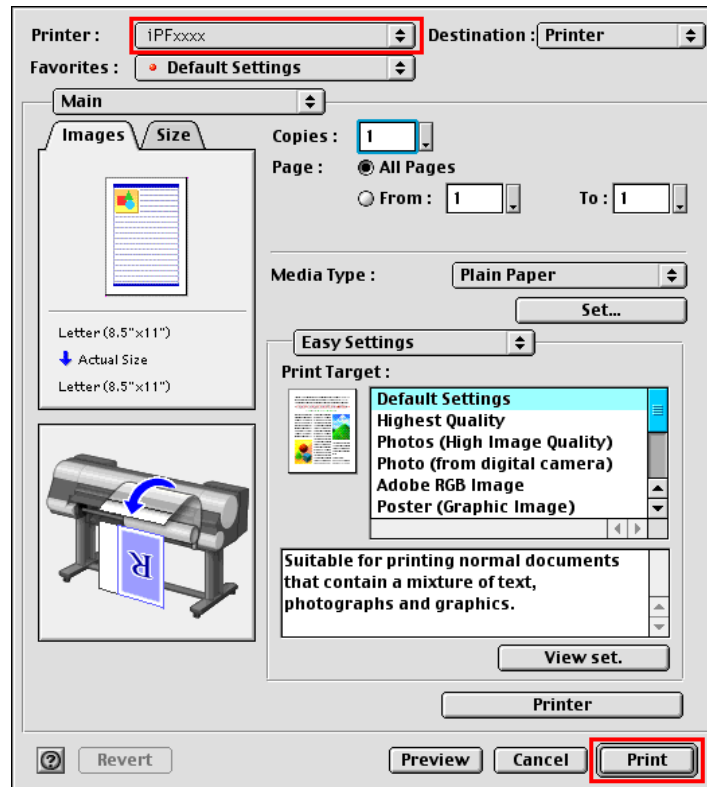 Printer : iPFxxxx Destination : Printer
Favorites : Default Settings
Main
Images Size
Copies : 1
Page : All Pages
From : 1 To : 1
Media Type : Plain Paper
Set...
Letter (8.5"x11")
Actual Size
Letter (8.5"x11")
Easy Settings
Print Target :
Default Settings
Highest Quality
Photos (High Image Quality)
Photo (from digital camera)
Adobe RGB Image
Poster (Graphic Image)
R
Suitable for printing normal documents
that contain a mixture of text,
photographs and graphics.
View set.
Printer
? Revert Preview Cancel Print